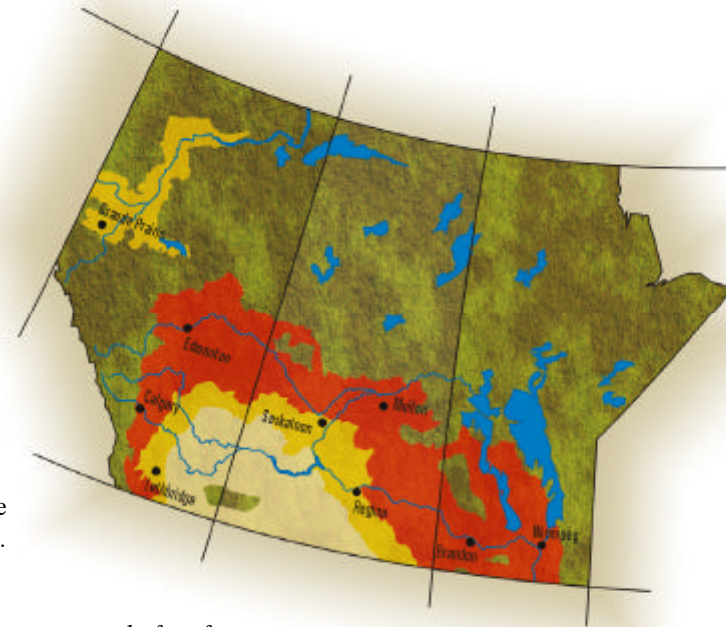 Grande Prairie
Edmonton
Calgary
Saskatoon
Melfort
Lethbridge
Regina
Winnipeg
Brandon
e
.